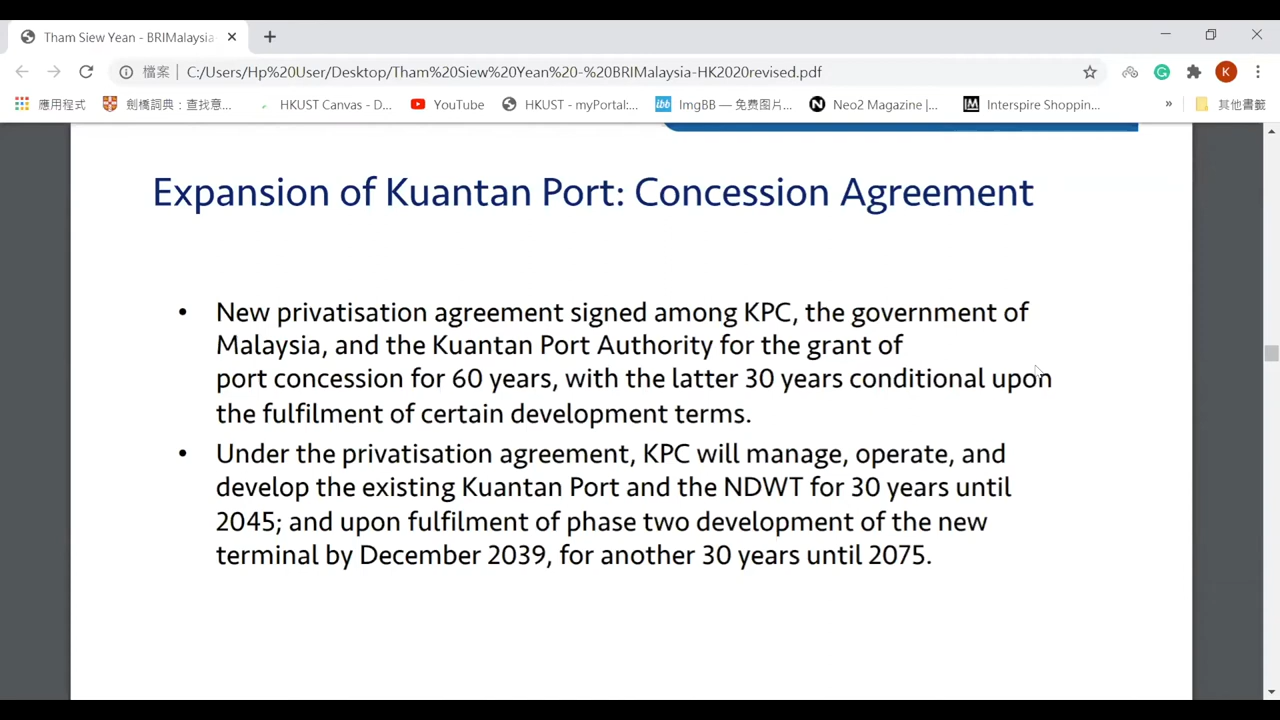 Tham Siew Yean - BRIMalaysia-
檔案
C:/Users/Hp%20User/Desktop/Tham%20Siew%20Yean%20-%20BRIMalaysia-HK2020revised.pdf
K
應用程式
劍橋詞典：查找意...
HKUST Canvas - D...
YouTube
HKUST - myPortal:...
ibb
ImgBB — 免费图片...
N
Neo2 Magazine |...
IM
Interspire Shoppin...
»
其他書籤
Expansion of Kuantan Port: Concession Agreement
• New privatisation agreement signed among KPC, the government of
Malaysia, and the Kuantan Port Authority for the grant of
port concession for 60 years, with the latter 30 years conditional upon
the fulfilment of certain development terms.
• Under the privatisation agreement, KPC will manage, operate, and
develop the existing Kuantan Port and the NDWT for 30 years until
2045; and upon fulfilment of phase two development of the new
terminal by December 2039, for another 30 years until 2075.